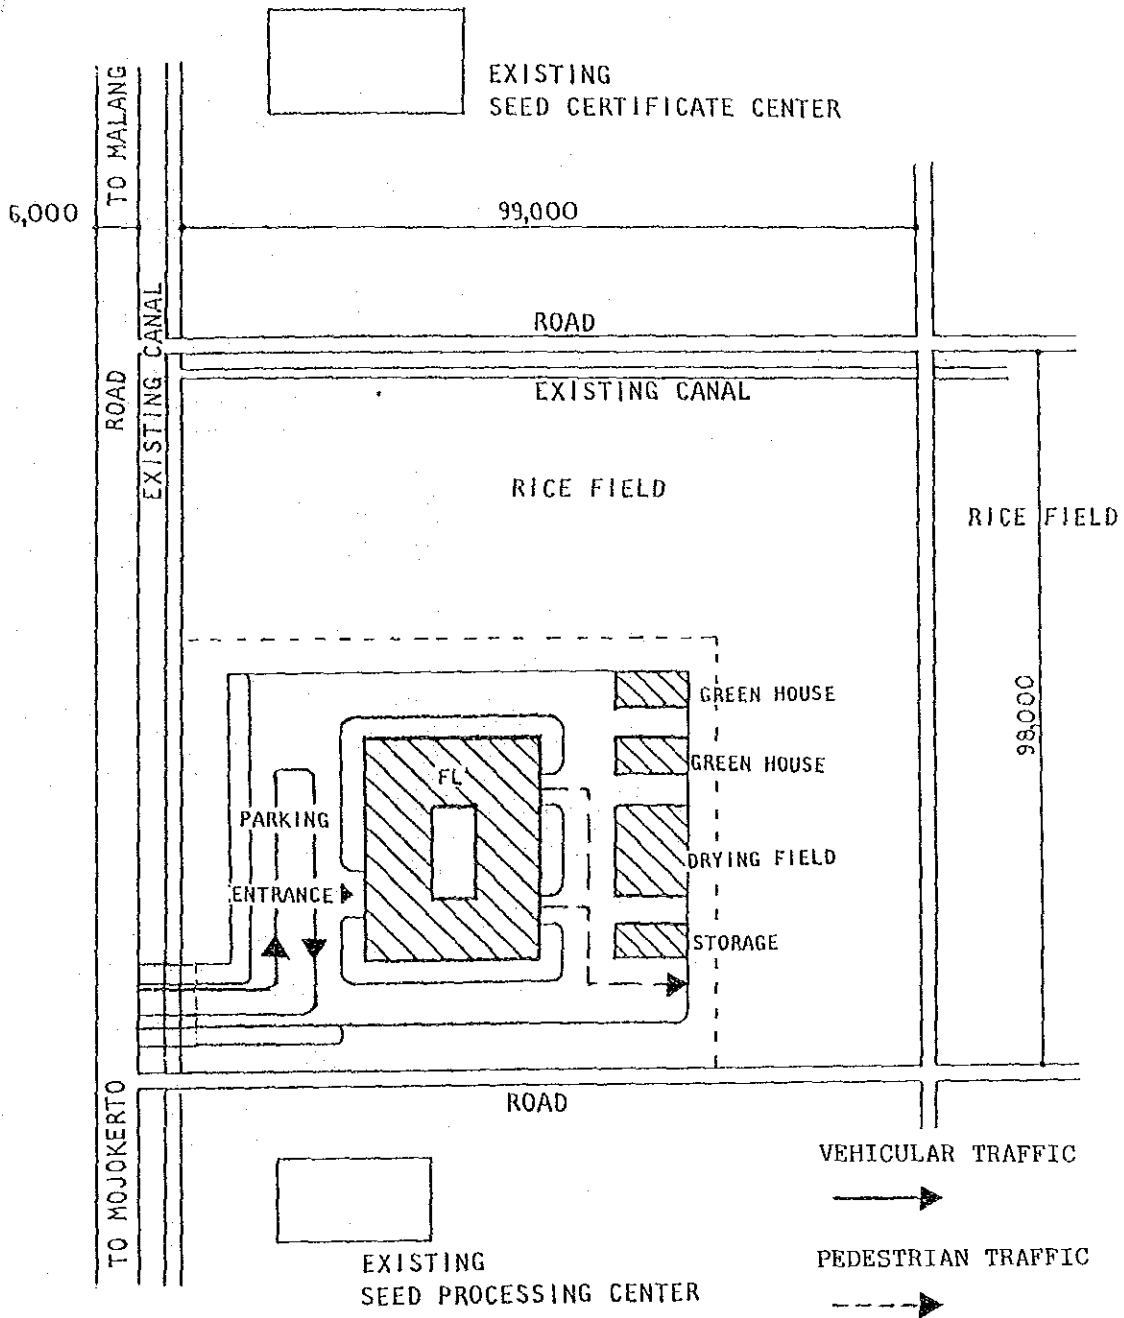 EXISTING
SEED CERTIFICATE CENTER
TO MALANG
6,000
99,000
ROAD
EXISTING CANAL
ROAD
EXISTING CANAL
RICE FIELD
RICE FIELD
98,000
GREEN HOUSE
GREEN HOUSE
FL
PARKING
DRYING FIELD
ENTRANCE
STORAGE
ROAD
TO MOJOKERTO
VEHICULAR TRAFFIC
EXISTING
SEED PROCESSING CENTER
PEDESTRIAN TRAFFIC